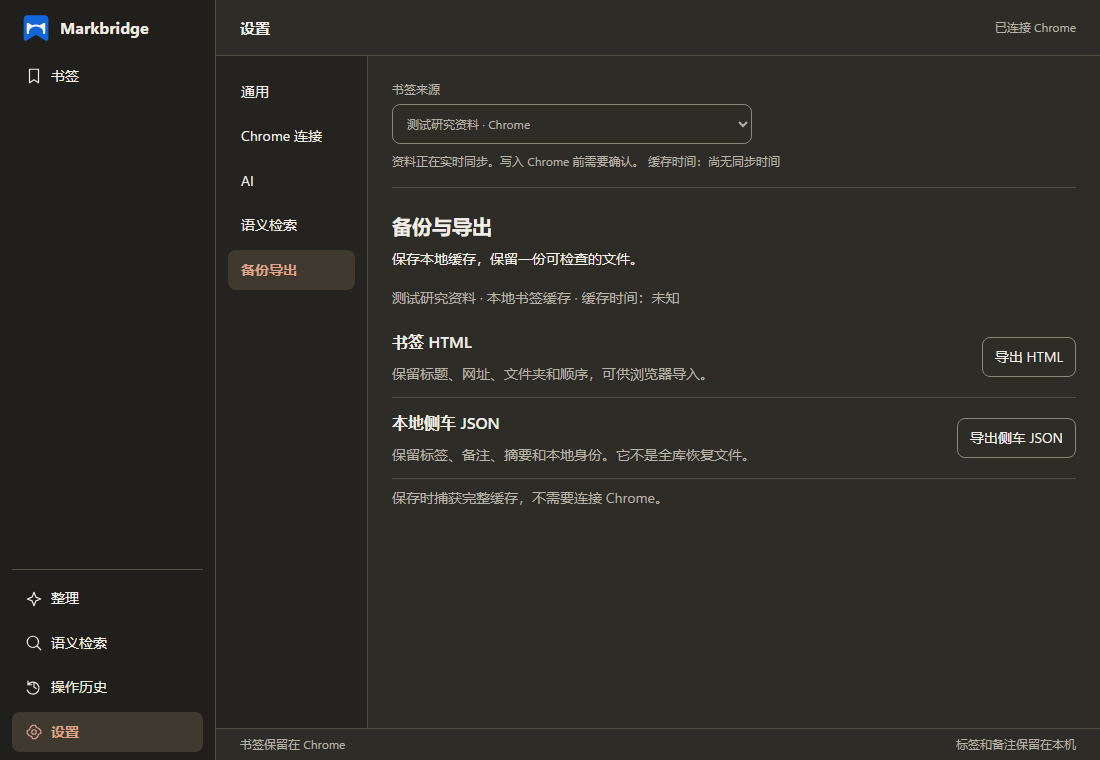 Markbridge
书签
整理
语义检索
操作历史
设置
设置
已连接 Chrome
通用
Chrome 连接
AI
语义检索
备份导出
书签来源
测试研究资料 · Chrome
资料正在实时同步。写入 Chrome 前需要确认。 缓存时间：尚无同步时间
备份与导出
保存本地缓存，保留一份可检查的文件。
测试研究资料 · 本地书签缓存 · 缓存时间：未知
书签 HTML
保留标题、网址、文件夹和顺序，可供浏览器导入。
导出 HTML
本地侧车 JSON
保留标签、备注、摘要和本地身份。它不是全库恢复文件。
导出侧车 JSON
保存时捕获完整缓存，不需要连接 Chrome。
书签保留在 Chrome
标签和备注保留在本机